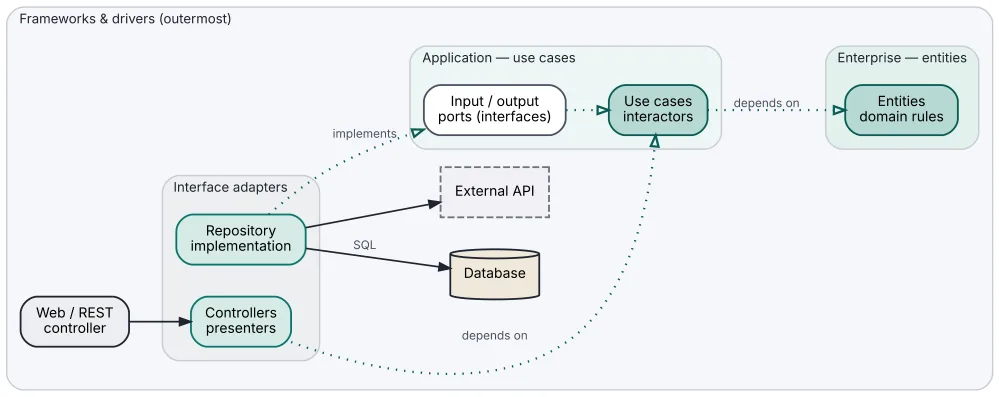 Frameworks & drivers (outermost)
Application — use cases
Enterprise — entities
Input / output
ports (interfaces)
Use cases
interactors
depends on
Entities
domain rules
implements
Interface adapters
External API
Repository
implementation
SQL
Database
Web / REST
controller
Controllers
presenters
depends on